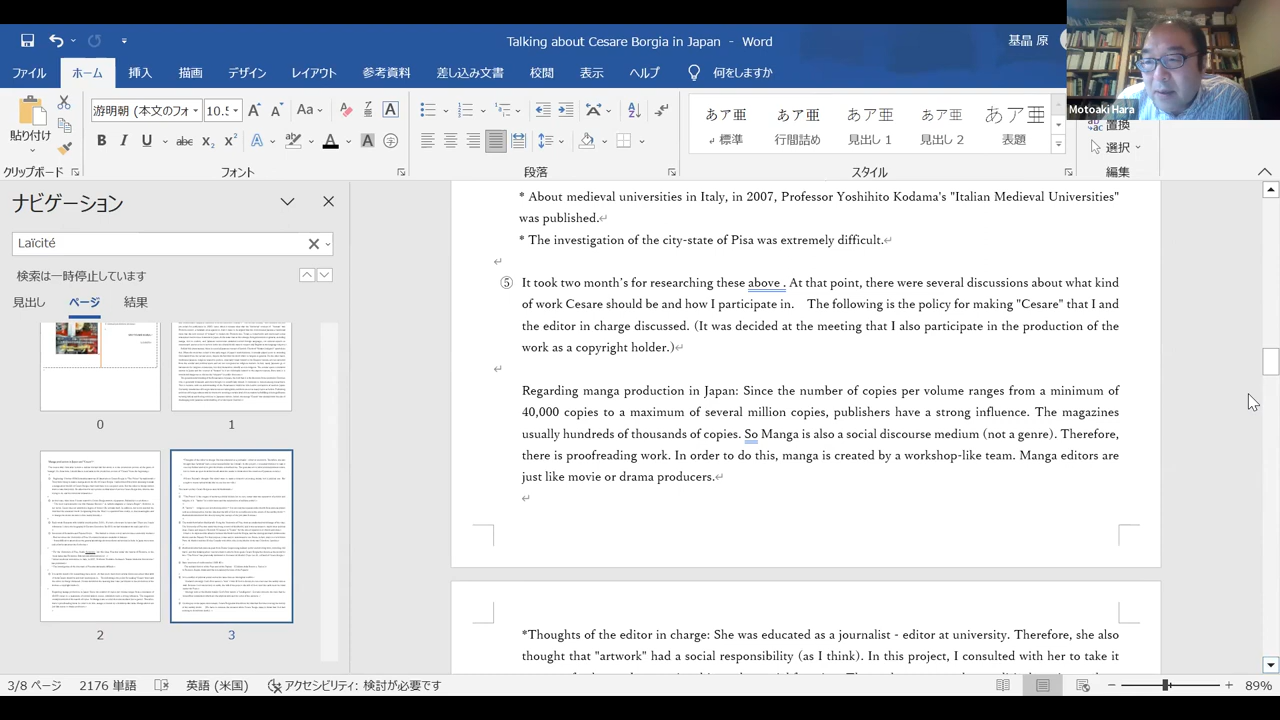 Talking about Cesare Borgia in Japan - Word
基晶 原
Motoaki Hara
ファイル
ホーム
挿入
描画
デザイン
レイアウト
参考資料
差し込み文書
校閲
表示
ヘルプ
何をしますか
貼り付け
クリップボード
游明朝 (本文のフォ
10.5
Aa
A
B I U abc x₂ x²
フォント
段落
あア亜
標準
あア亜
行間詰め
あア亜
見出し 1
あア亜
見出し 2
あア亜
表題
スタイル
置換
選択
編集
ナビゲーション
Laïcité
検索は一時停止しています
見出し
ページ
結果
0
1
2
3
* About medieval universities in Italy, in 2007, Professor Yoshihito Kodama's "Italian Medieval Universities"
was published.
* The investigation of the city-state of Pisa was extremely difficult.
⑤ It took two month's for researching these above . At that point, there were several discussions about what kind
of work Cesare should be and how I participate in. The following is the policy for making "Cesare" that I and
the editor in charge discussed. (It was decided at the meeting that I would participate in the production of the
work as a copyright holder.)
Regarding manga production in Japan: Since the number of copies per volume ranges from a minimum of
40,000 copies to a maximum of several million copies, publishers have a strong influence. The magazines
usually hundreds of thousands of copies. So Manga is also a social discourse medium (not a genre). Therefore,
there is proofreading work. In order to do this, manga is created by a workshop-like team. Manga editors are
just like movie or drama producers.
*Thoughts of the editor in charge: She was educated as a journalist - editor at university. Therefore, she also
thought that "artwork" had a social responsibility (as I think). In this project, I consulted with her to take it
3/8 ページ
2176 単語
英語 (米国)
アクセシビリティ: 検討が必要です
89%